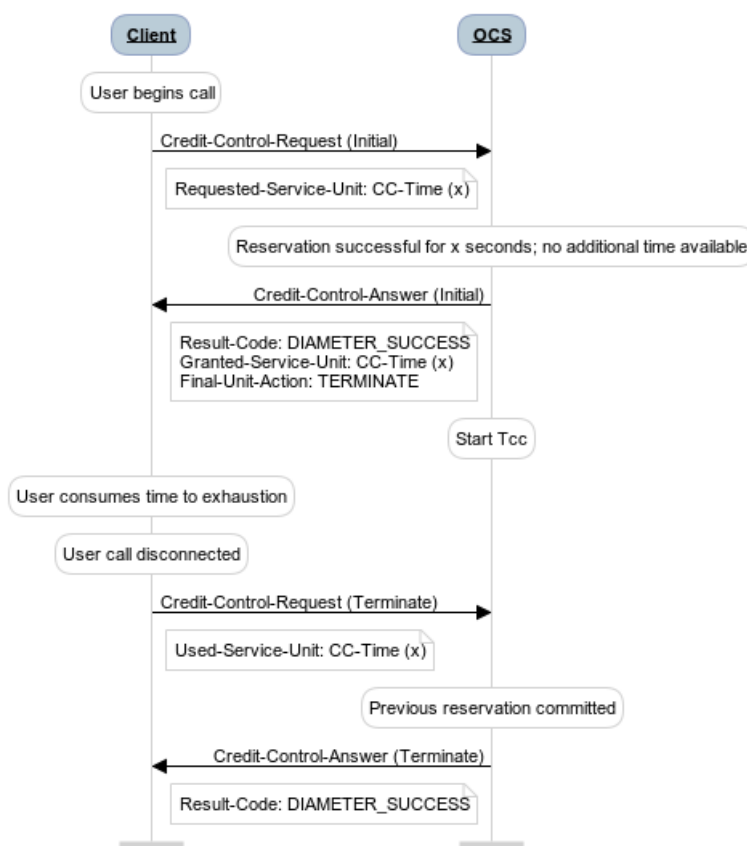 Client
OCS
User begins call
Credit-Control-Request (Initial)
Requested-Service-Unit: CC-Time (x)
Reservation successful for x seconds; no additional time available
Credit-Control-Answer (Initial)
Result-Code: DIAMETER_SUCCESS
Granted-Service-Unit: CC-Time (x)
Final-Unit-Action: TERMINATE
Start Tcc
User consumes time to exhaustion
User call disconnected
Credit-Control-Request (Terminate)
Used-Service-Unit: CC-Time (x)
Previous reservation committed
Credit-Control-Answer (Terminate)
Result-Code: DIAMETER_SUCCESS